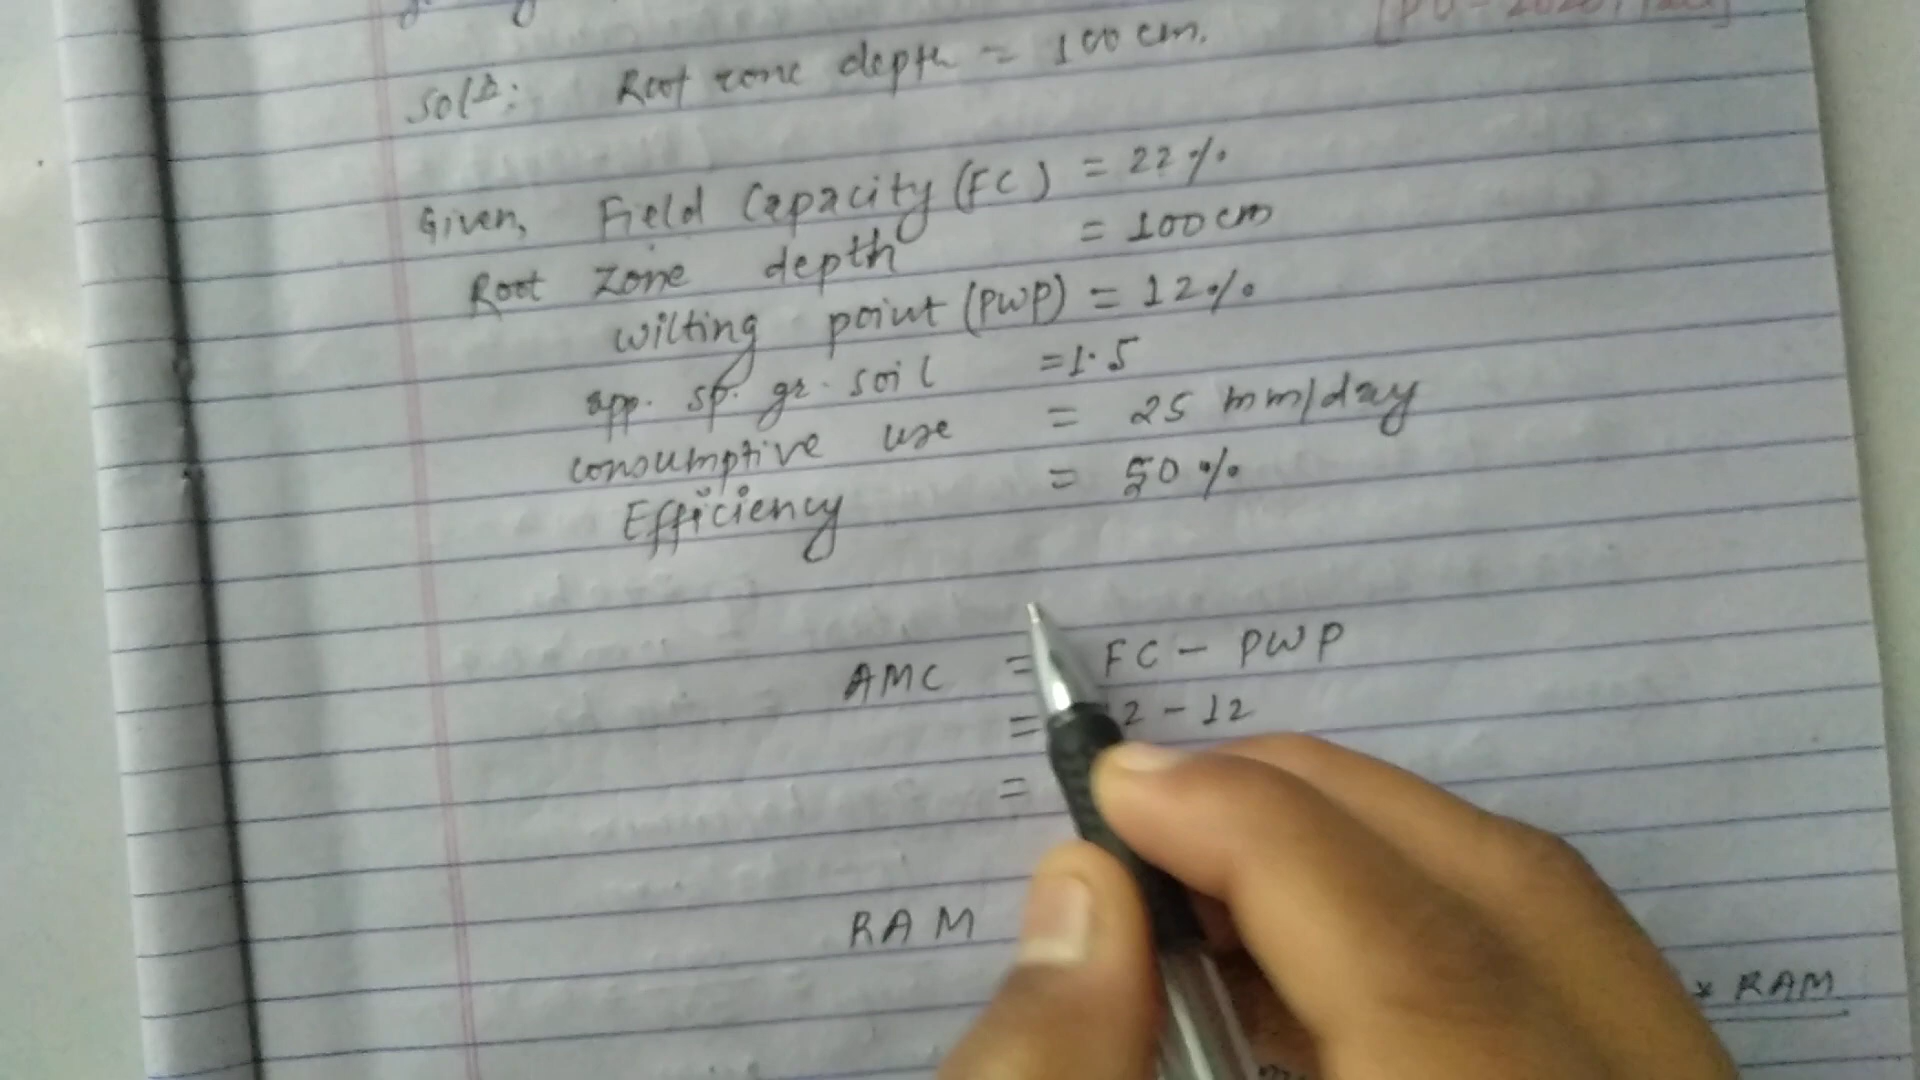 Solⁿ: Root zone depth = 100 cm.
Given, Field Capacity (FC) = 22%
Root zone depth = 100 cm
wilting point (PWP) = 12%
app. sp. gr. soil = 1.5
consumptive use = 25 mm/day
Efficiency = 50%
AMC = FC - PWP
= 2 - 12
=
RAM
* RAM